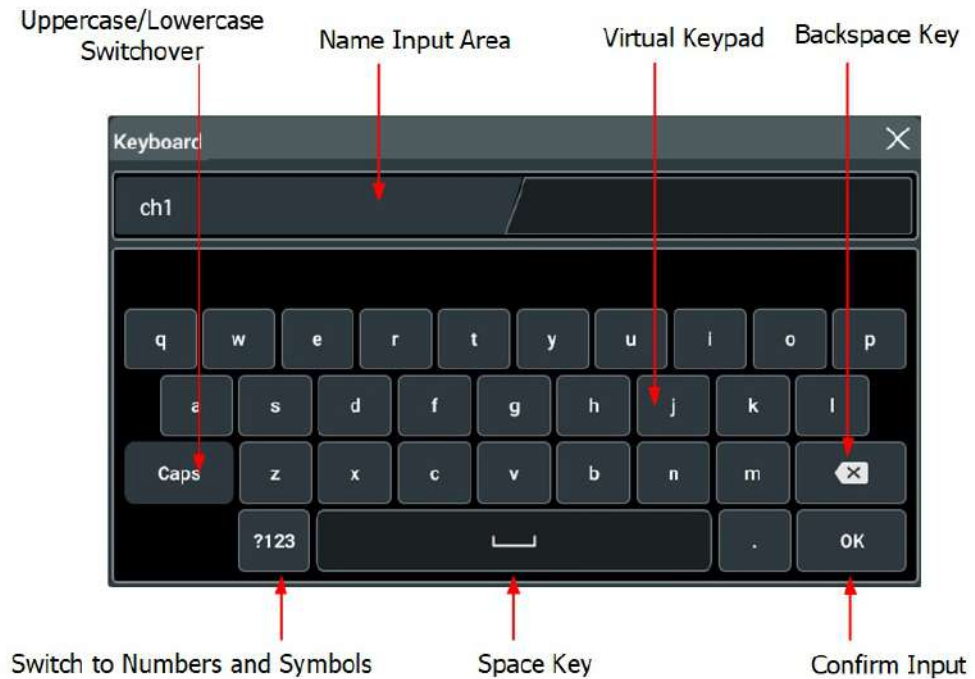 Uppercase/Lowercase
Switchover
Name Input Area
Virtual Keypad
Backspace Key
Keyboard
ch1
q w e r t y u i o p
a s d f g h j k l
Caps z x c v b n m
?123 . OK
Switch to Numbers and Symbols
Space Key
Confirm Input